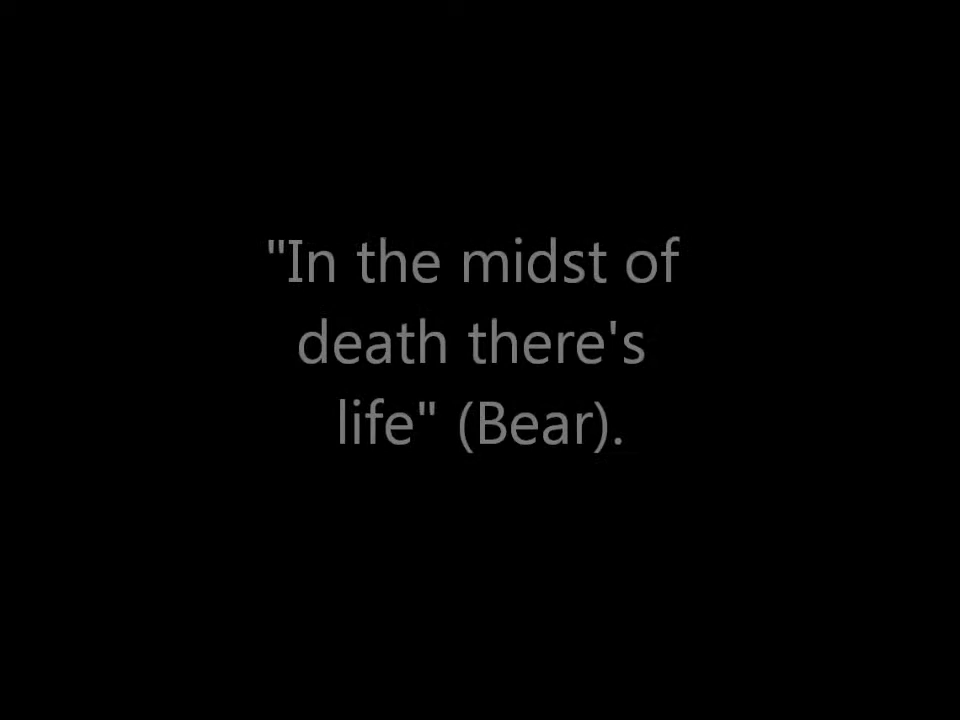 "In the midst of
death there's
life" (Bear).